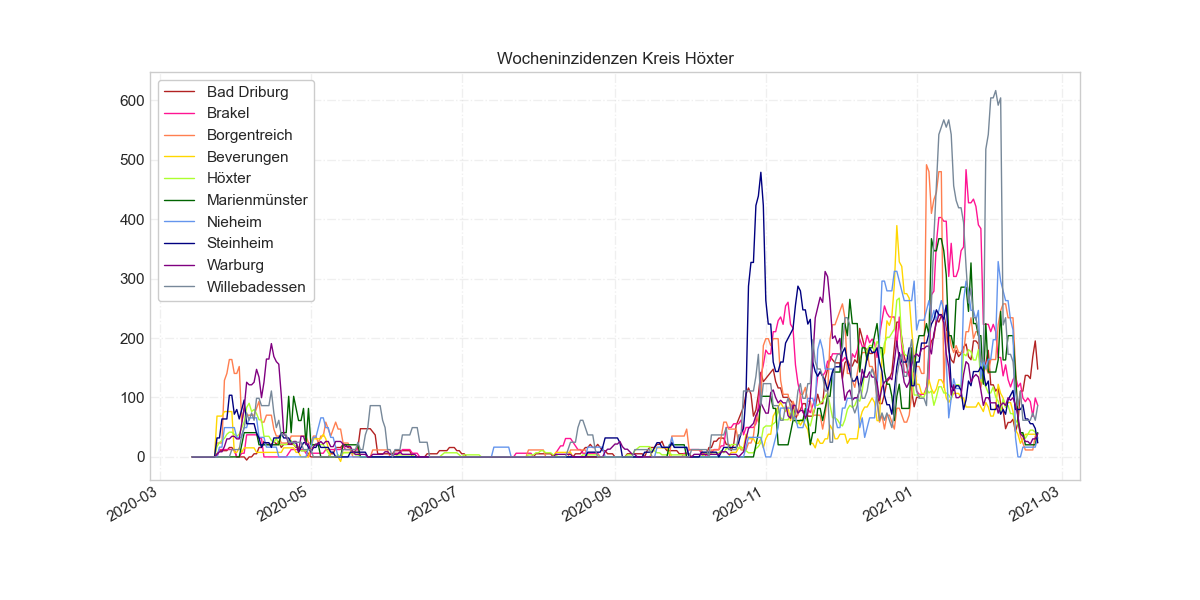 Wocheninzidenzen Kreis Höxter
Bad Driburg
Brakel
Borgentreich
Beverungen
Höxter
Marienmünster
Nieheim
Steinheim
Warburg
Willebadessen
600
500
400
300
200
100
0
2020-03
2020-05
2020-07
2020-09
2020-11
2021-01
2021-03